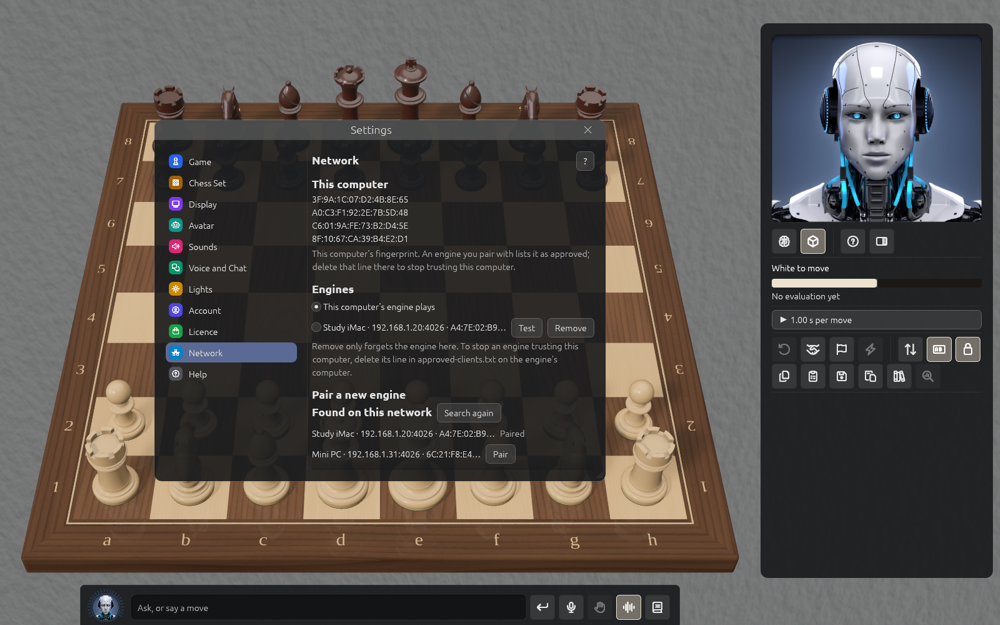 Settings
Game
Chess Set
Display
Avatar
Sounds
Voice and Chat
Lights
Account
Licence
Network
Help
Network
?
This computer
3F:9A:1C:07:D2:4B:8E:65
A0:C3:F1:92:2E:7B:5D:48
C6:01:9A:FE:73:B2:D4:5E
8F:10:67:CA:39:B4:E2:D1
This computer's fingerprint. An engine you pair with lists it as approved;
delete that line there to stop trusting this computer.
Engines
This computer's engine plays
Study iMac · 192.168.1.20:4026 · A4:7E:02:B9… Test Remove
Remove only forgets the engine here. To stop an engine trusting this
computer, delete its line in approved-clients.txt on the engine's
computer.
Pair a new engine
Found on this network Search again
Study iMac · 192.168.1.20:4026 · A4:7E:02:B9… Paired
Mini PC · 192.168.1.31:4026 · 6C:21:F8:E4… Pair
8 8
7 7
6 6
5 5
4 4
3 3
2 2
1 1
a b c d e f g h
White to move
No evaluation yet
1.00 s per move
Ask, or say a move